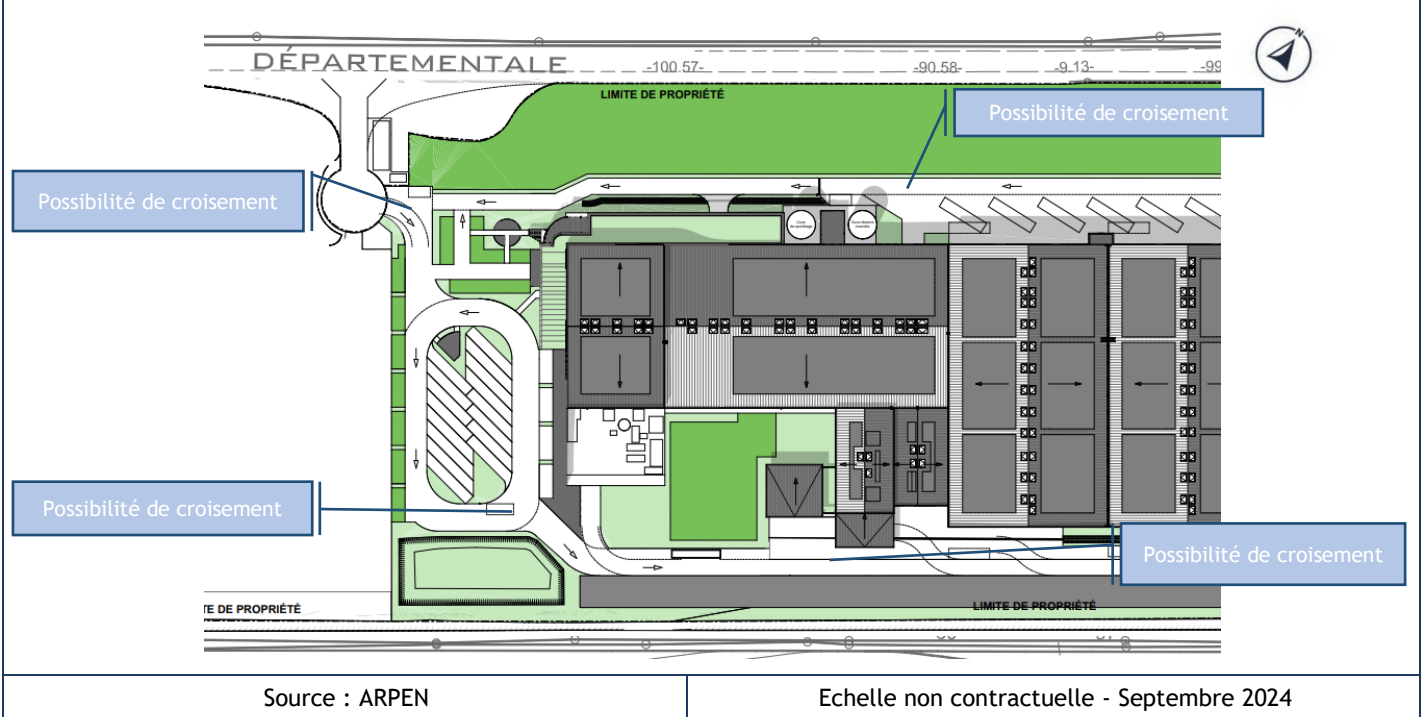 N
DÉPARTEMENTALE
-100.57-
-90.58-
-9.13-
-99
LIMITE DE PROPRIÉTÉ
Possibilité de croisement
Possibilité de croisement
Possibilité de croisement
Possibilité de croisement
TE DE PROPRIÉTÉ
LIMITE DE PROPRIÉTÉ
Source : ARPEN
Echelle non contractuelle - Septembre 2024